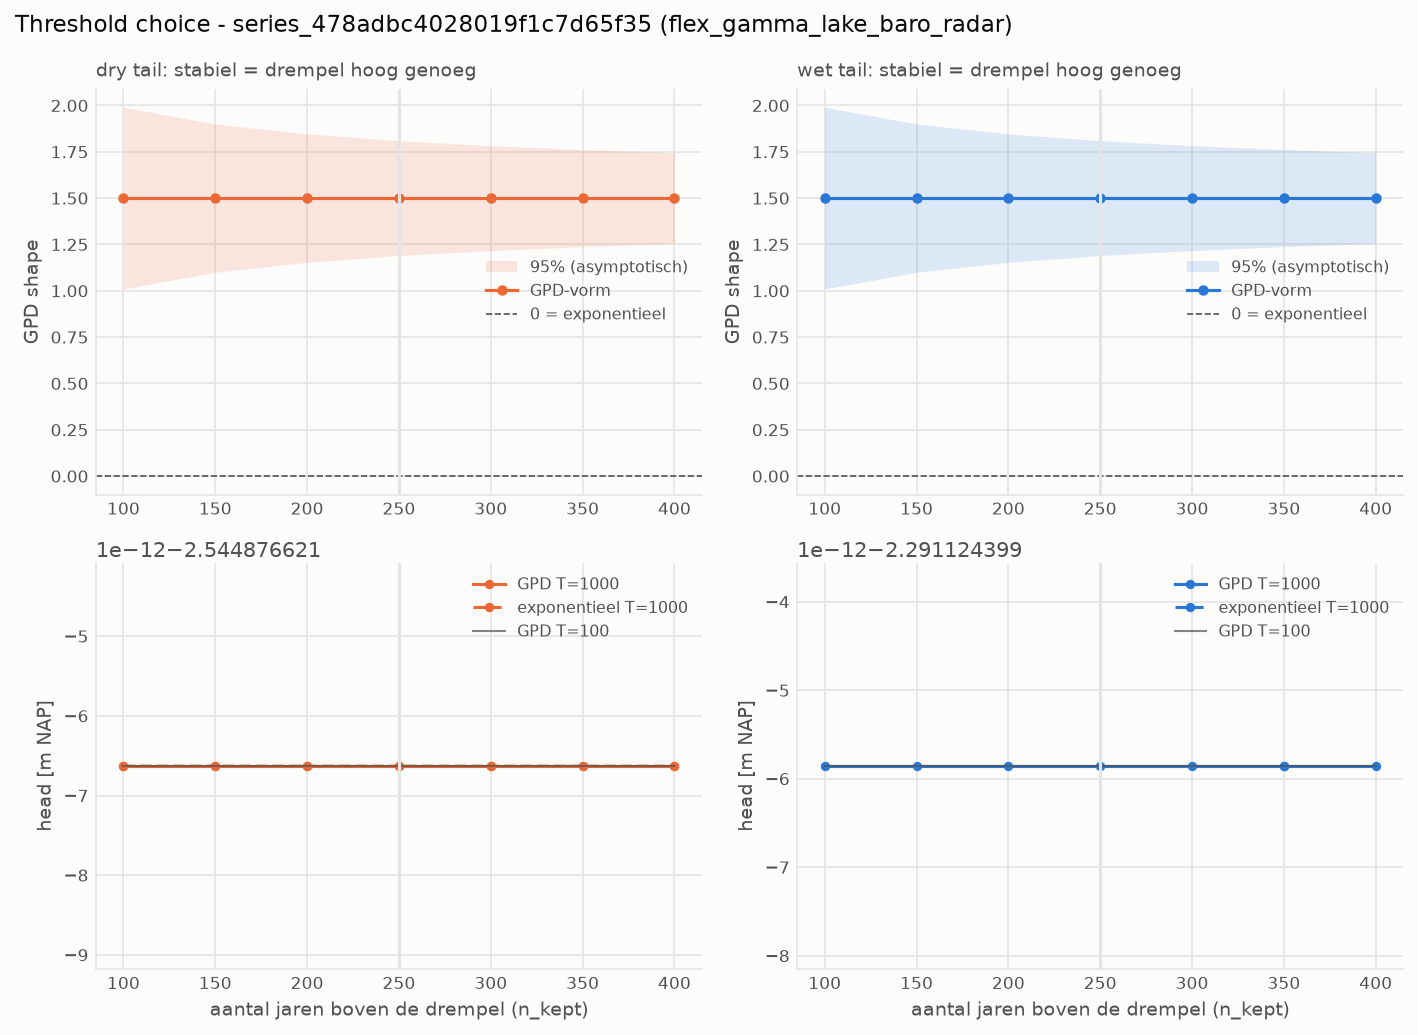 Threshold choice - series_478adbc4028019f1c7d65f35 (flex_gamma_lake_baro_radar)
dry tail: stabiel = drempel hoog genoeg
GPD shape
2.00
1.75
1.50
1.25
1.00
0.75
0.50
0.25
0.00
95% (asymptotisch)
GPD-vorm
0 = exponentieel
100 150 200 250 300 350 400
wet tail: stabiel = drempel hoog genoeg
GPD shape
2.00
1.75
1.50
1.25
1.00
0.75
0.50
0.25
0.00
95% (asymptotisch)
GPD-vorm
0 = exponentieel
100 150 200 250 300 350 400
1e−12−2.544876621
head [m NAP]
−5
−6
−7
−8
−9
GPD T=1000
exponentieel T=1000
GPD T=100
100 150 200 250 300 350 400
aantal jaren boven de drempel (n_kept)
1e−12−2.291124399
head [m NAP]
−4
−5
−6
−7
−8
GPD T=1000
exponentieel T=1000
GPD T=100
100 150 200 250 300 350 400
aantal jaren boven de drempel (n_kept)